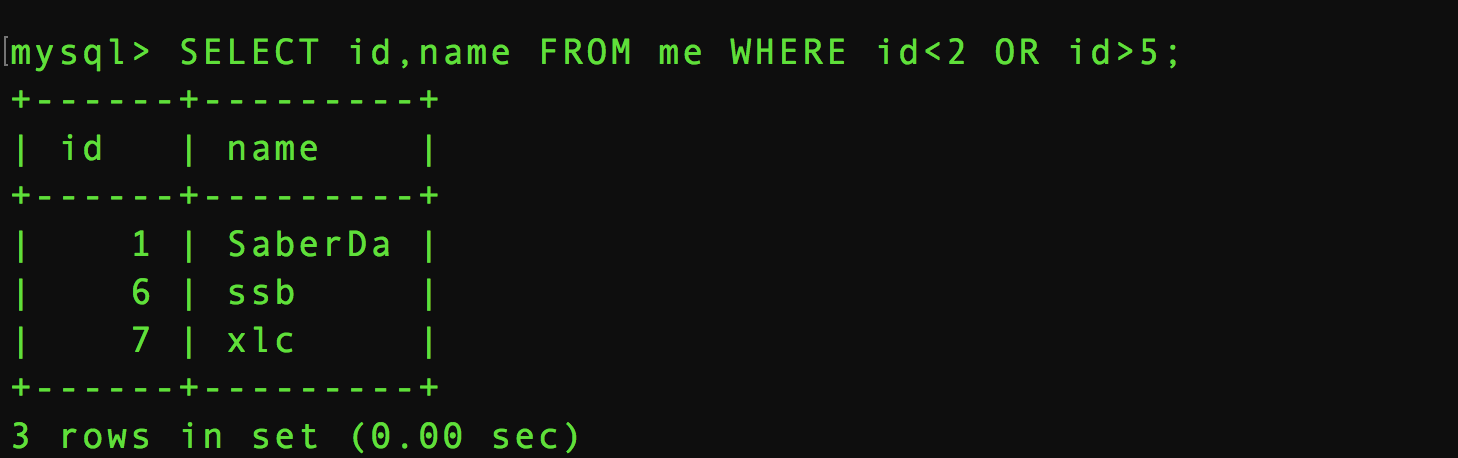 mysql> SELECT id,name FROM me WHERE id<2 OR id>5;
+------+---------+
| id   | name    |
+------+---------+
|    1 | SaberDa |
|    6 | ssb     |
|    7 | xlc     |
+------+---------+
3 rows in set (0.00 sec)